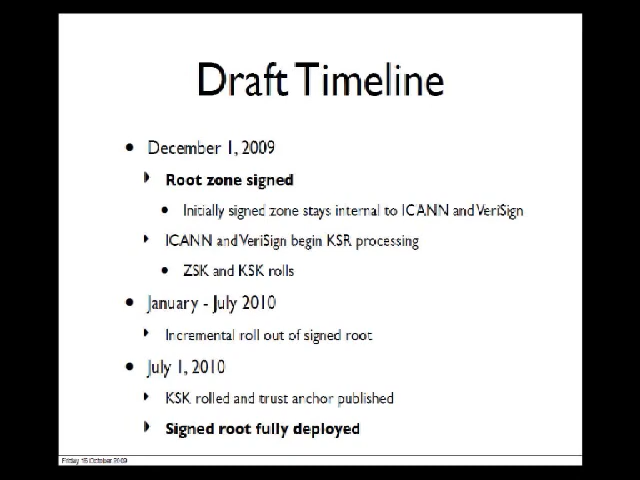 Draft Timeline
• December 1, 2009
Root zone signed
• Initially signed zone stays internal to ICANN and VeriSign
ICANN and VeriSign begin KSR processing
• ZSK and KSK rolls
• January - July 2010
Incremental roll out of signed root
• July 1, 2010
KSK rolled and trust anchor published
Signed root fully deployed
Friday 16 October 2009